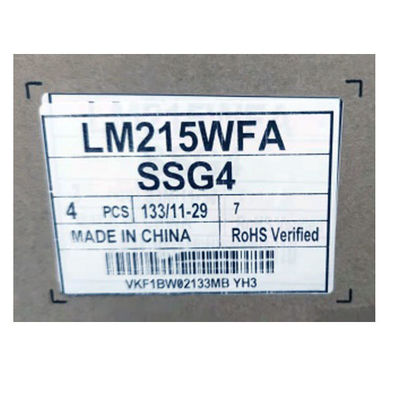 LM215WFA
SSG4
4 PCS 133/11-29 7
MADE IN CHINA RoHS Verified
VKF1BW02133MB YH3